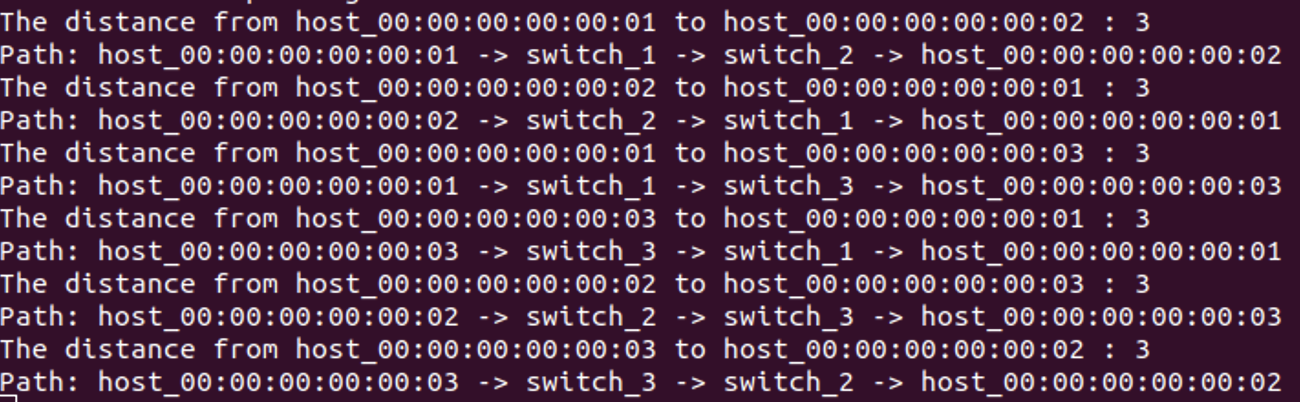 The distance from host_00:00:00:00:00:01 to host_00:00:00:00:00:02 : 3
Path: host_00:00:00:00:00:01 -> switch_1 -> switch_2 -> host_00:00:00:00:00:02
The distance from host_00:00:00:00:00:02 to host_00:00:00:00:00:01 : 3
Path: host_00:00:00:00:00:02 -> switch_2 -> switch_1 -> host_00:00:00:00:00:01
The distance from host_00:00:00:00:00:01 to host_00:00:00:00:00:03 : 3
Path: host_00:00:00:00:00:01 -> switch_1 -> switch_3 -> host_00:00:00:00:00:03
The distance from host_00:00:00:00:00:03 to host_00:00:00:00:00:01 : 3
Path: host_00:00:00:00:00:03 -> switch_3 -> switch_1 -> host_00:00:00:00:00:01
The distance from host_00:00:00:00:00:02 to host_00:00:00:00:00:03 : 3
Path: host_00:00:00:00:00:02 -> switch_2 -> switch_3 -> host_00:00:00:00:00:03
The distance from host_00:00:00:00:00:03 to host_00:00:00:00:00:02 : 3
Path: host_00:00:00:00:00:03 -> switch_3 -> switch_2 -> host_00:00:00:00:00:02